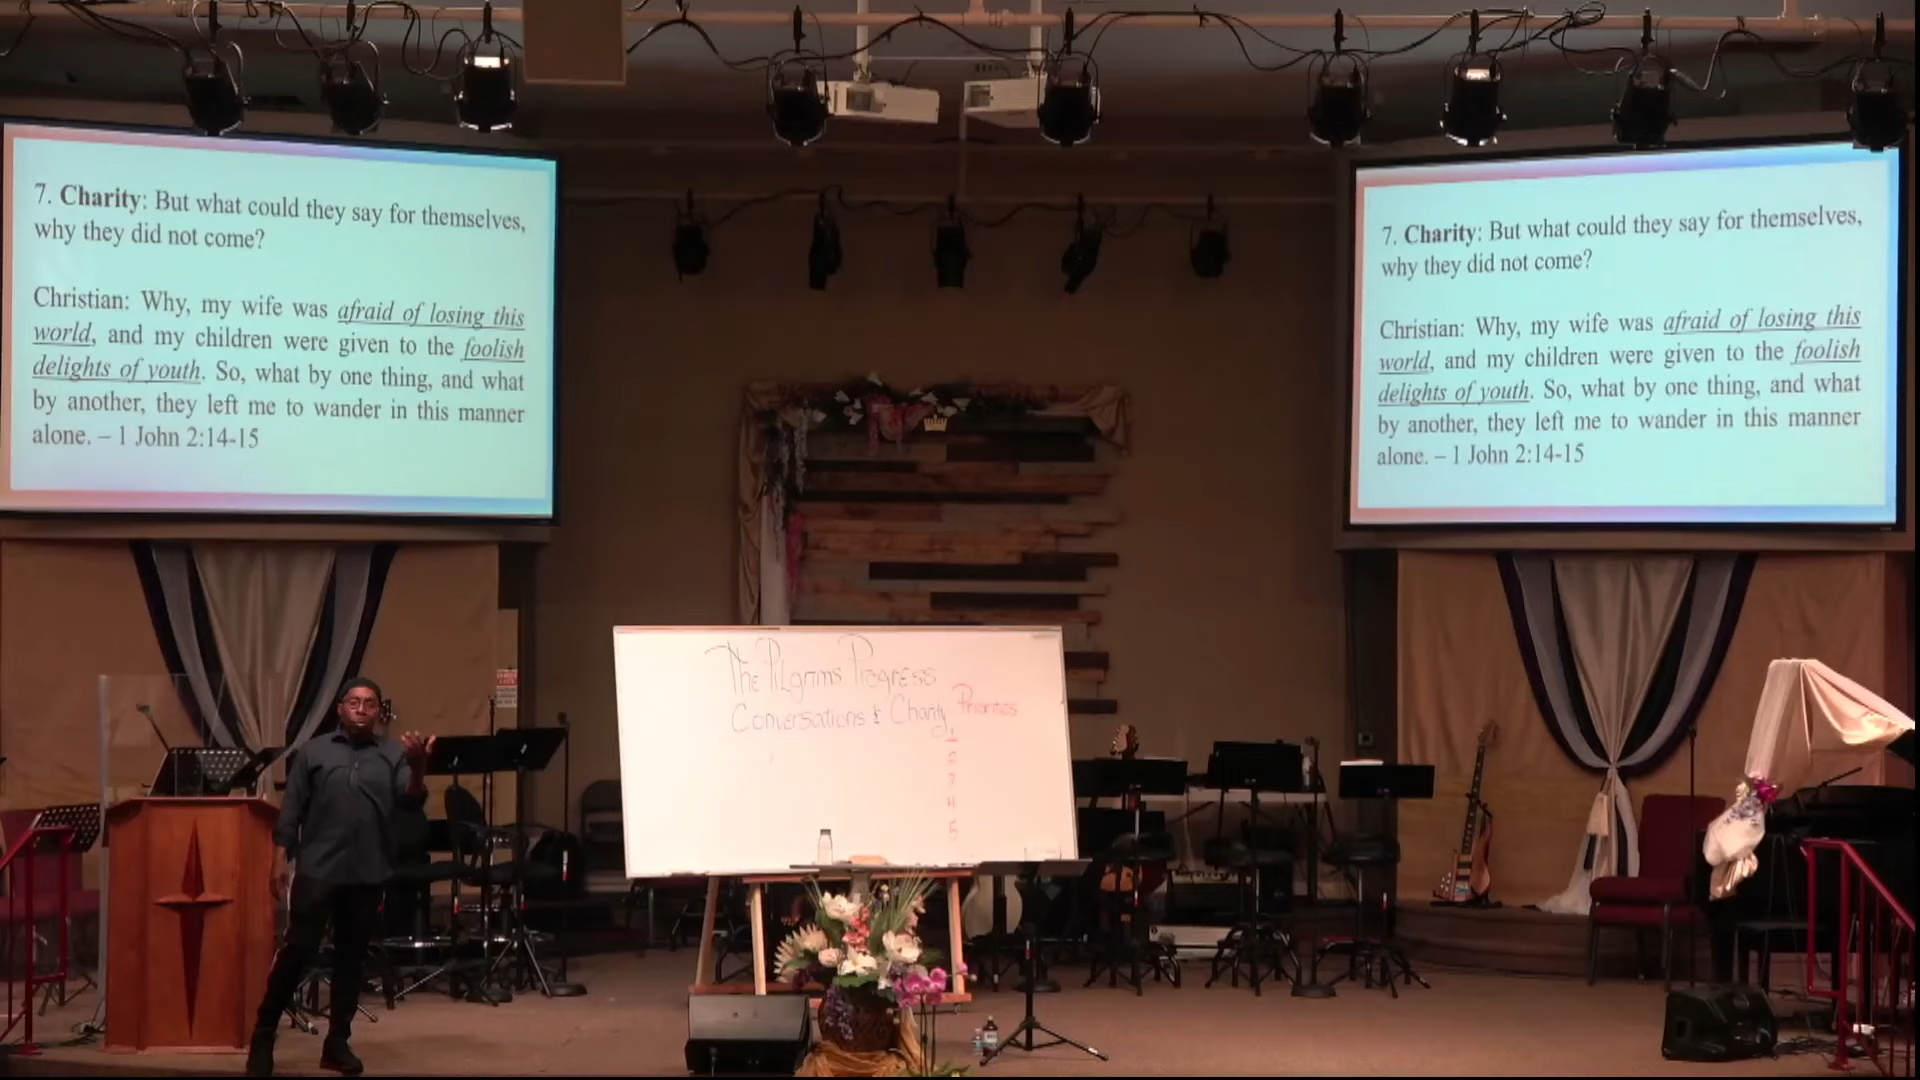 7. Charity: But what could they say for themselves,
why they did not come?
Christian: Why, my wife was afraid of losing this
world, and my children were given to the foolish
delights of youth. So, what by one thing, and what
by another, they left me to wander in this manner
alone. – 1 John 2:14-15
The Pilgrims Progress
Conversations & Charity
Priorities
1
2
3
4
5
7. Charity: But what could they say for themselves,
why they did not come?
Christian: Why, my wife was afraid of losing this
world, and my children were given to the foolish
delights of youth. So, what by one thing, and what
by another, they left me to wander in this manner
alone. – 1 John 2:14-15